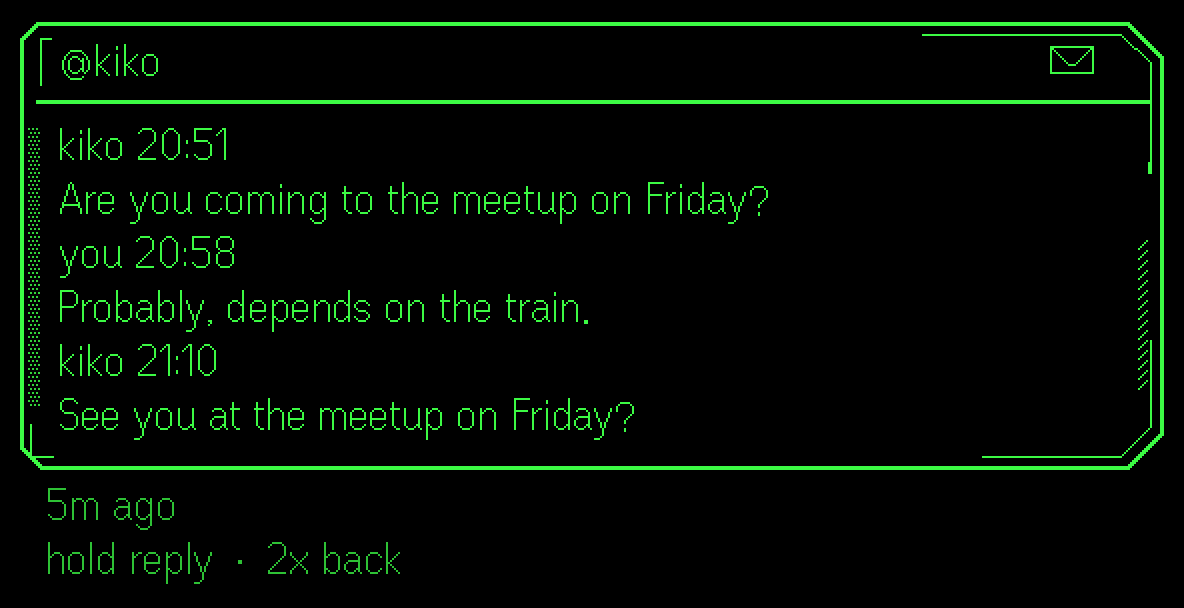 @kiko
kiko 20:51
Are you coming to the meetup on Friday?
you 20:58
Probably, depends on the train.
kiko 21:10
See you at the meetup on Friday?
5m ago
hold reply · 2x back